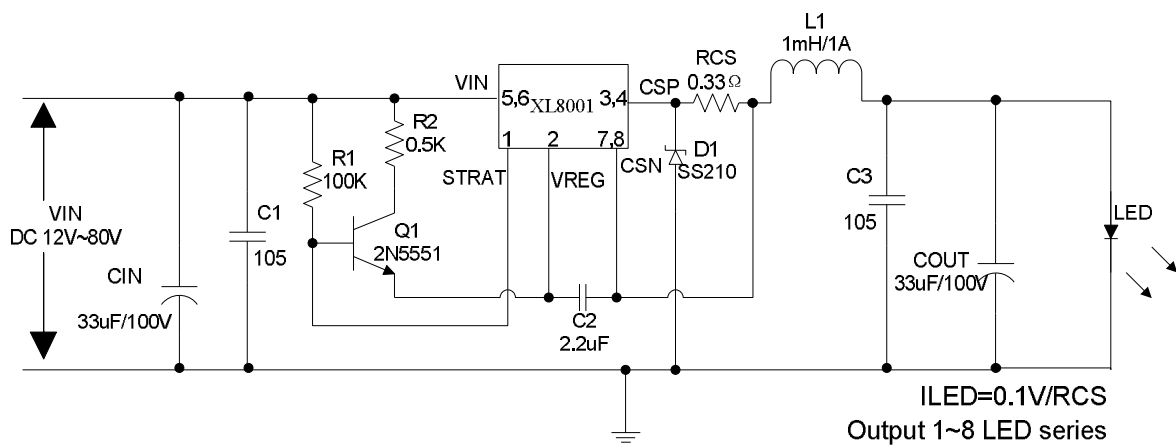 L1
1mH/1A
RCS
0.33Ω
VIN
5,6
XL8001
3,4
CSP
1
2
7,8
R2
0.5K
R1
100K
STRAT
VREG
CSN
D1
SS210
C3
105
VIN
DC 12V~80V
C1
105
Q1
2N5551
LED
CIN
33uF/100V
COUT
33uF/100V
C2
2.2uF
ILED=0.1V/RCS
Output 1~8 LED series